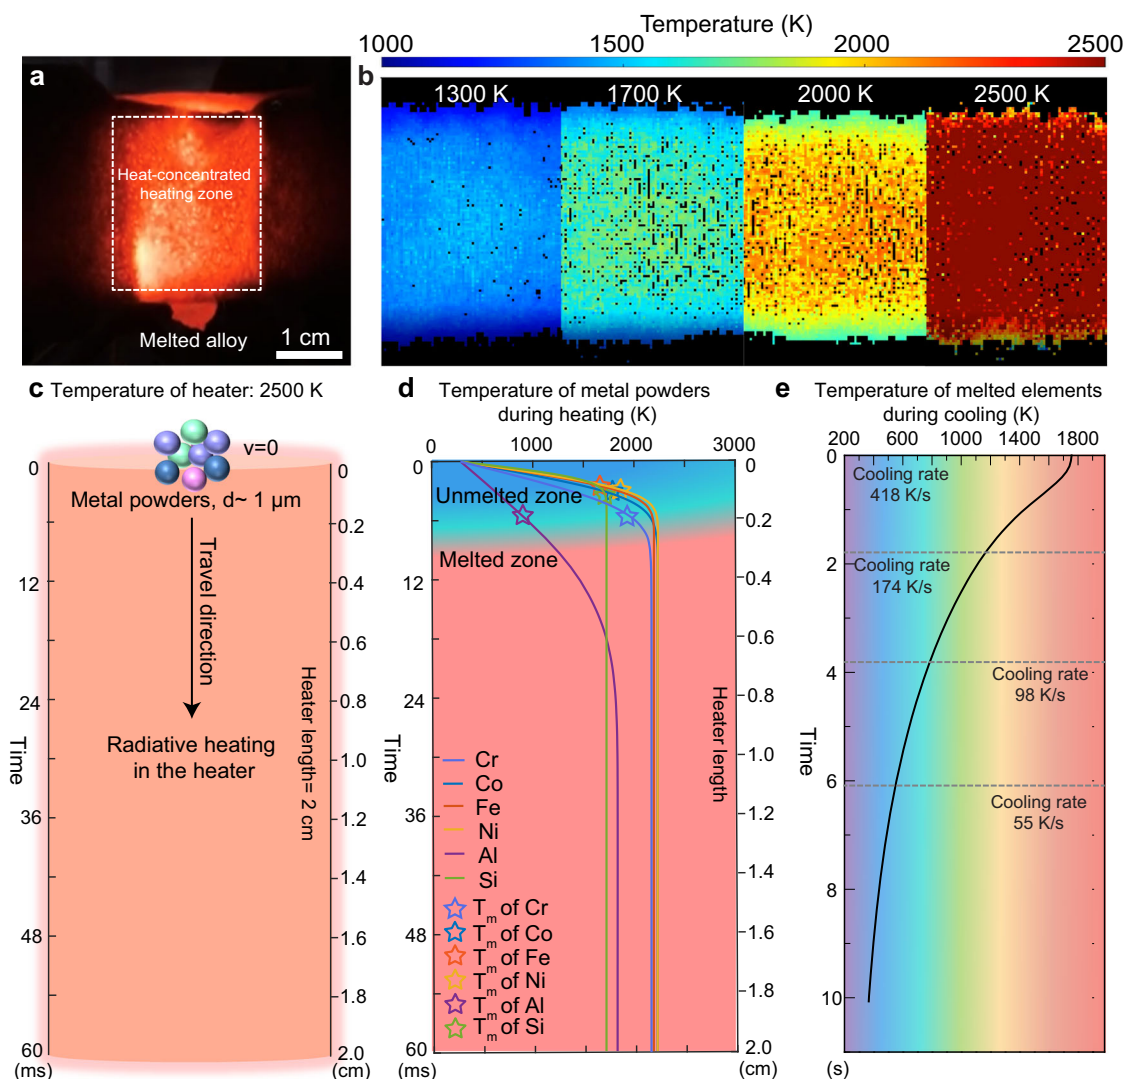 Temperature (K)
1000 1500 2000 2500
a
Heat-concentrated
heating zone
Melted alloy
1 cm
b
1300 K 1700 K 2000 K 2500 K
c Temperature of heater: 2500 K
v=0
0
12
24
36
48
60
(ms)
Time
Metal powders, d~ 1 μm
Travel direction
Radiative heating
in the heater
Heater length= 2 cm
0
0.2
0.4
0.6
0.8
1.0
1.2
1.4
1.6
1.8
2.0
(cm)
d Temperature of metal powders
during heating (K)
0 1000 2000 3000
0
12
24
36
48
60
(ms)
Time
Unmelted zone
Melted zone
Cr
Co
Fe
Ni
Al
Si
Tm of Cr
Tm of Co
Tm of Fe
Tm of Ni
Tm of Al
Tm of Si
Heater length
0
0.2
0.4
0.6
0.8
1.0
1.2
1.4
1.6
1.8
2.0
(cm)
e Temperature of melted elements
during cooling (K)
200 600 1000 1400 1800
0
2
4
6
8
10
(s)
Time
Cooling rate
418 K/s
Cooling rate
174 K/s
Cooling rate
98 K/s
Cooling rate
55 K/s